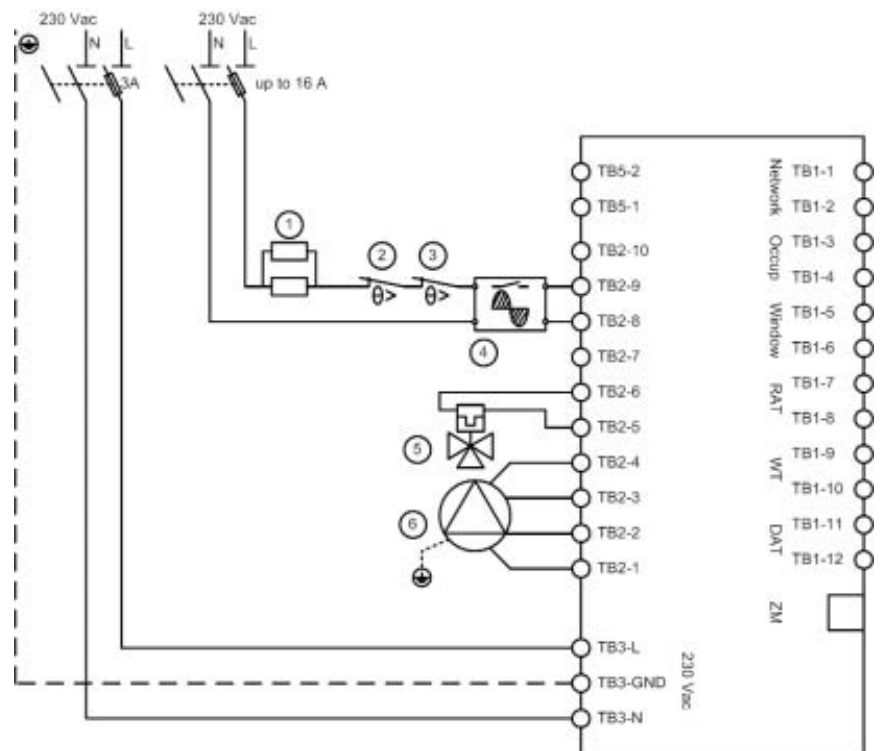 230 Vac
230 Vac
N
L
N
L
3A
up to 16 A
1
2
3
θ>
θ>
4
5
6
TB5-2
TB5-1
TB2-10
TB2-9
TB2-8
TB2-7
TB2-6
TB2-5
TB2-4
TB2-3
TB2-2
TB2-1
TB3-L
TB3-GND
TB3-N
230 Vac
Network
Occup
Window
RAT
WT
DAT
ZM
TB1-1
TB1-2
TB1-3
TB1-4
TB1-5
TB1-6
TB1-7
TB1-8
TB1-9
TB1-10
TB1-11
TB1-12